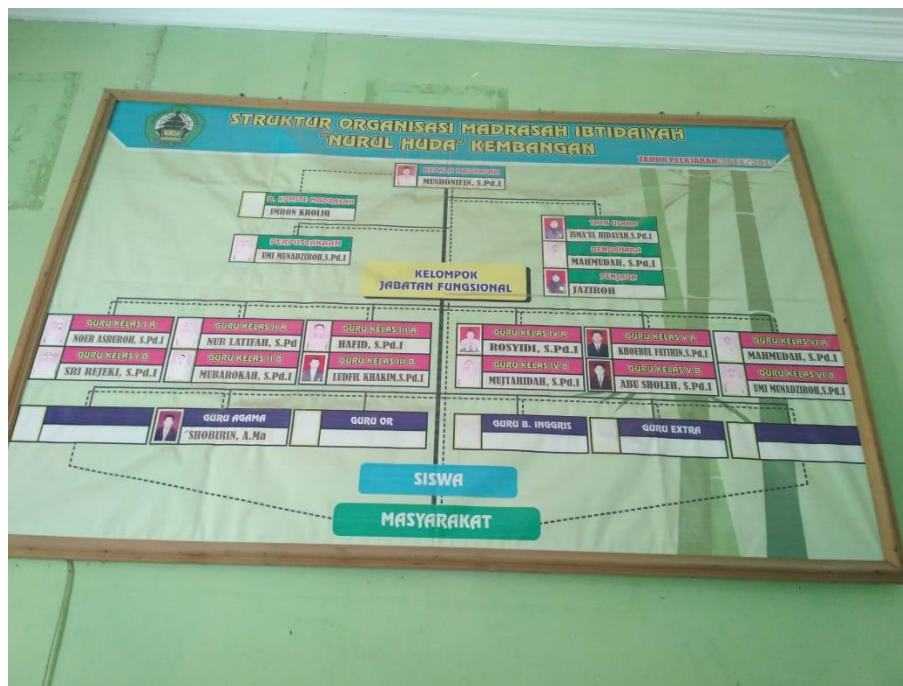 STRUKTUR ORGANISASI MADRASAH IBTIDAIYAH
"NURUL HUDA" KEMBANGAN
TAHUN PELAJARAN
KEPALA MADRASAH
MUSHONIFIN, S.Pd.I
D. KOMITE MADRASAH
IMRON KHOLIQ
PERPUSTAKAAN
UMI MUNADZIROH,S.Pd.I
TATA USAHA
ISMA'UL HIDAYAH,S.Pd.I
BENDAHARA
MAHMUDAH, S.Pd.I
PENJAGA
JAZIROH
KELOMPOK
JABATAN FUNGSIONAL
GURU KELAS I A
NOER ASRUROH, S.Pd.I
GURU KELAS II A
NUR LATIFAH, S.Pd
GURU KELAS III A
HAFID, S.Pd.I
GURU KELAS IV A
ROSYIDI, S.Pd.I
GURU KELAS V A
KHOERUL FATIHIN,S.Pd.I
GURU KELAS VI A
MAHMUDAH, S.Pd.I
GURU KELAS I B
SRI REJEKI, S.Pd.I
GURU KELAS II B
MUBAROKAH, S.Pd.I
GURU KELAS III B
LUDFIL KHAKIM,S.Pd.I
GURU KELAS IV B
MUJTAHIDAH, S.Pd.I
GURU KELAS V B
ABU SHOLEH, S.Pd.I
GURU KELAS VI B
UMI MUNADZIROH,S.Pd.I
GURU AGAMA
SHOBIRIN, A.Ma
GURU OR
GURU B. INGGRIS
GURU EXTRA
SISWA
MASYARAKAT